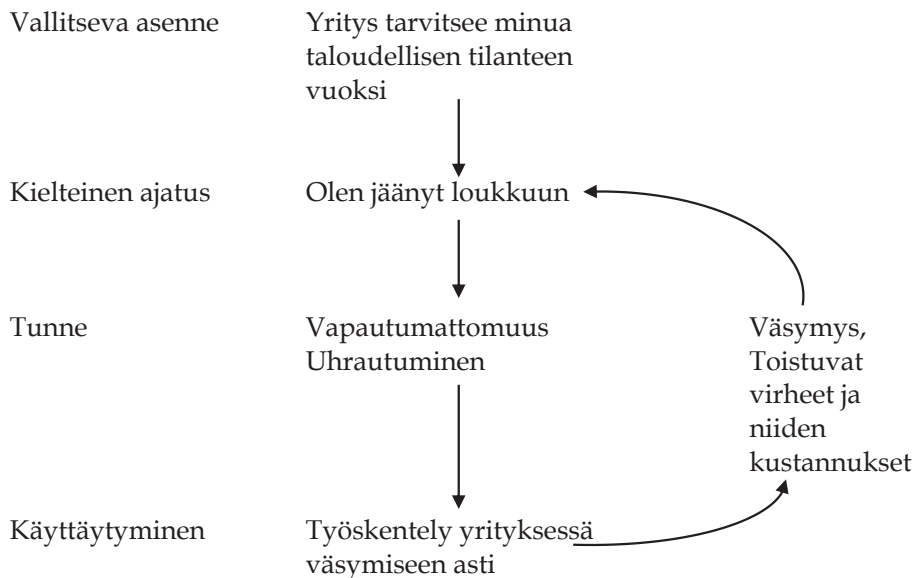 Vallitseva asenne
Yritys tarvitsee minua
taloudellisen tilanteen
vuoksi
Kielteinen ajatus
Olen jäänyt loukkuun
Tunne
Vapautumattomuus
Uhrautuminen
Väsymys,
Toistuvat
virheet ja
niiden
kustannukset
Käyttäytyminen
Työskentely yrityksessä
väsymiseen asti